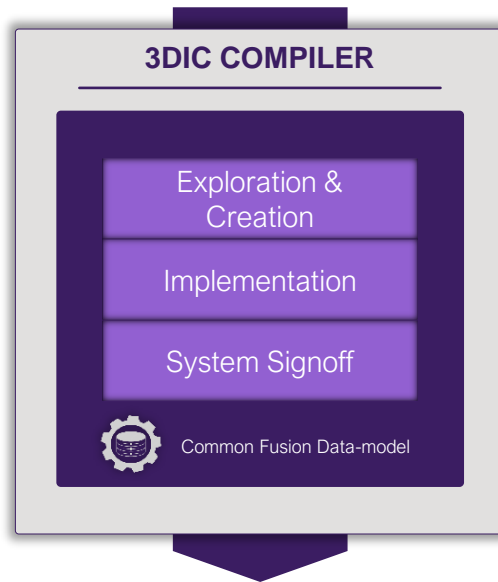 3DIC COMPILER
Exploration &
Creation
Implementation
System Signoff
Common Fusion Data-model